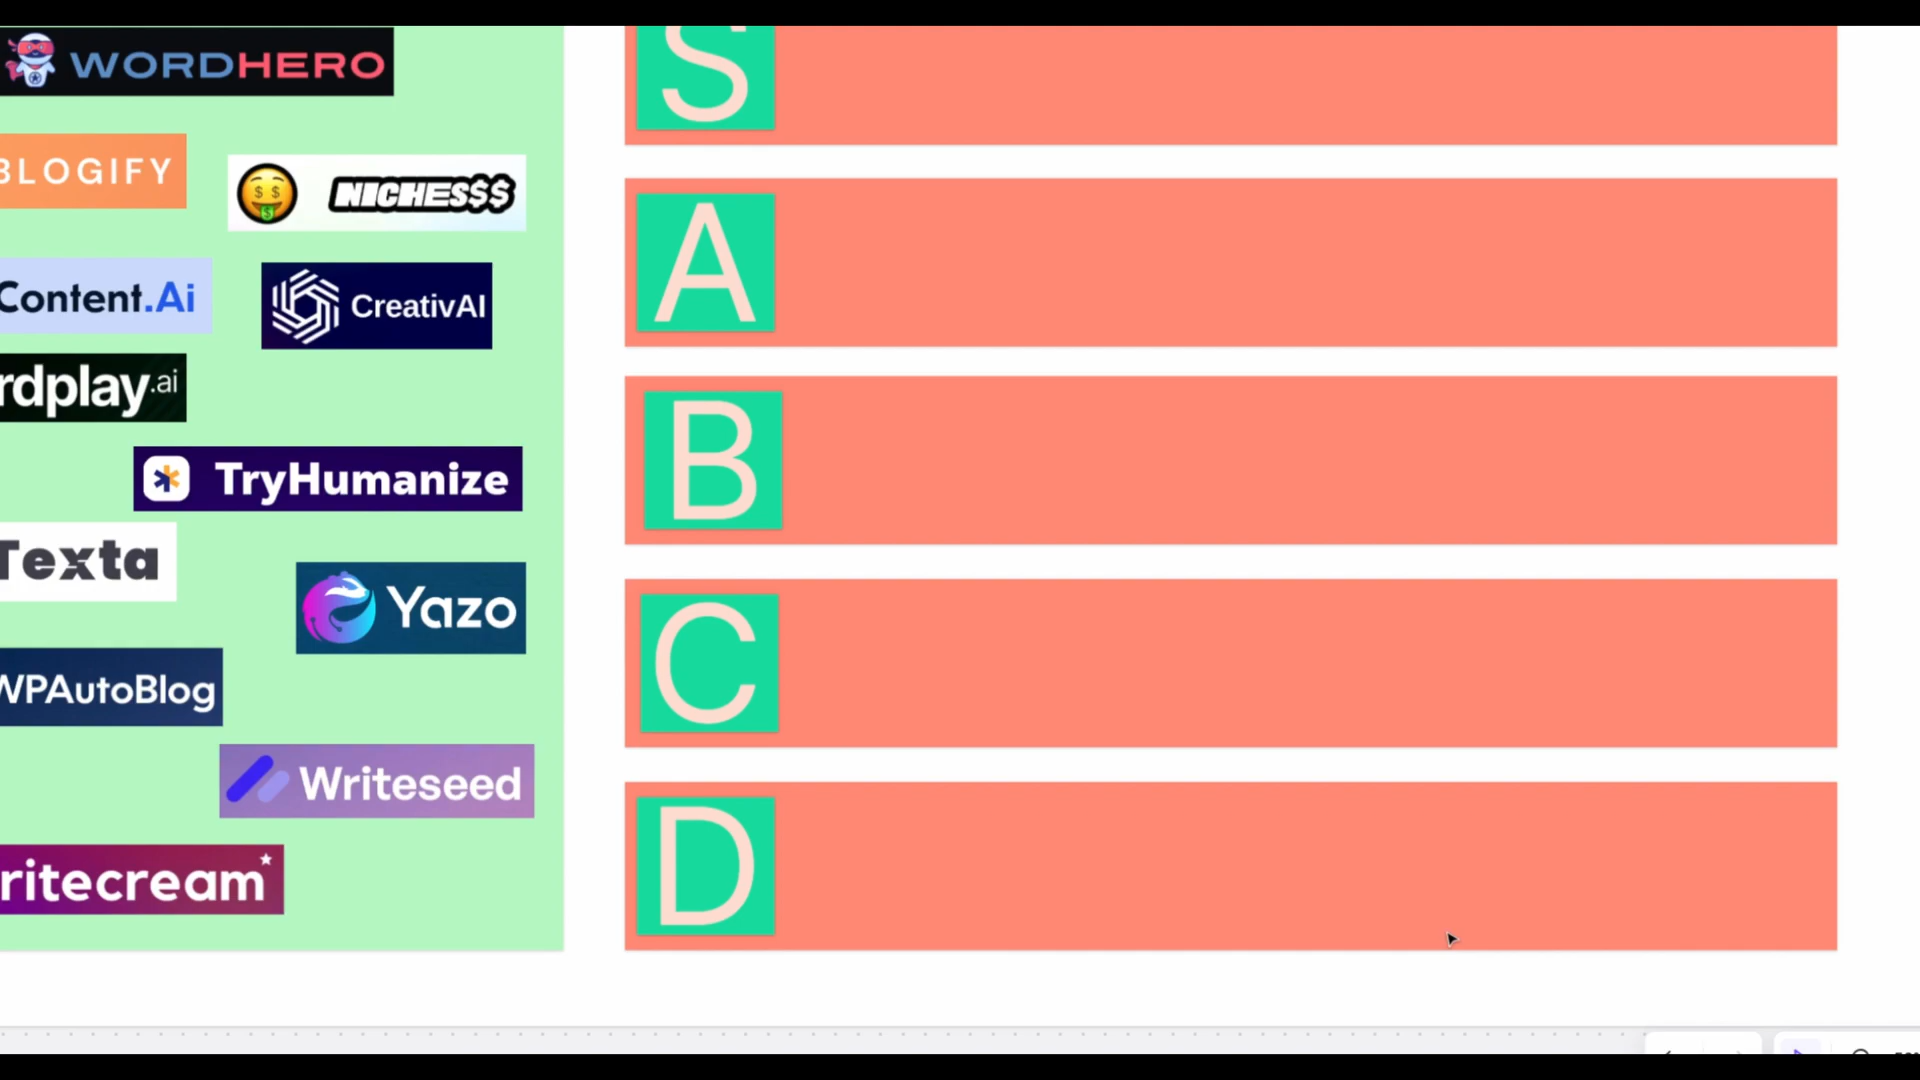 WORDHERO
BLOGIFY
NICHES$$
Content.Ai
CreativAI
rdplay.ai
TryHumanize
Texta
Yazo
WPAutoBlog
Writeseed
ritecream
S
A
B
C
D